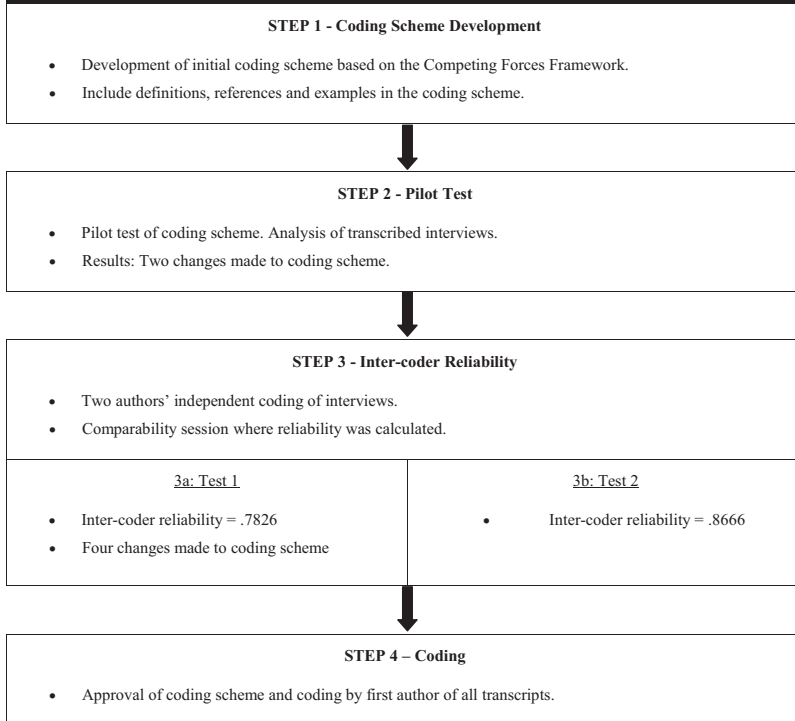 STEP 1 - Coding Scheme Development
• Development of initial coding scheme based on the Competing Forces Framework.
• Include definitions, references and examples in the coding scheme.
STEP 2 - Pilot Test
• Pilot test of coding scheme. Analysis of transcribed interviews.
• Results: Two changes made to coding scheme.
STEP 3 - Inter-coder Reliability
• Two authors’ independent coding of interviews.
• Comparability session where reliability was calculated.
3a: Test 1
• Inter-coder reliability = .7826
• Four changes made to coding scheme
3b: Test 2
• Inter-coder reliability = .8666
STEP 4 – Coding
• Approval of coding scheme and coding by first author of all transcripts.